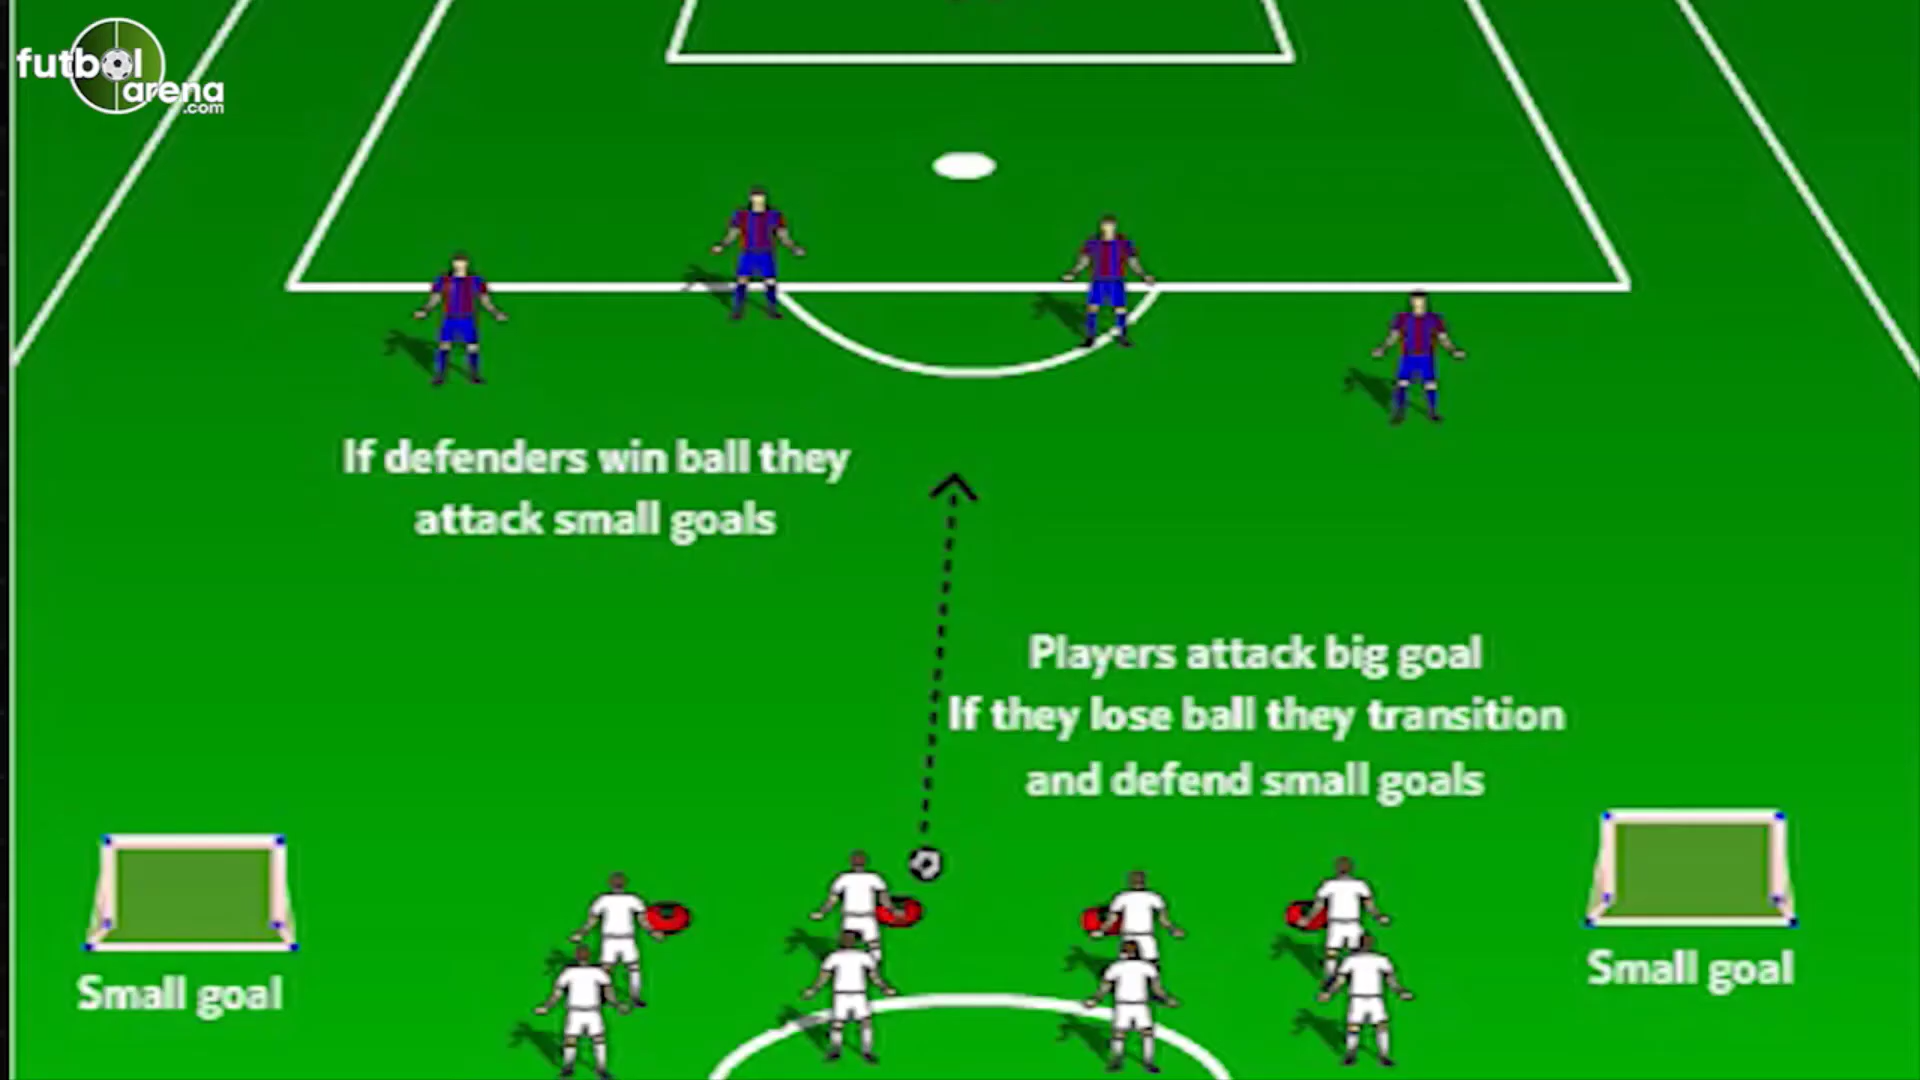 futbol
arena
.com
If defenders win ball they
attack small goals
Players attack big goal
If they lose ball they transition
and defend small goals
Small goal
Small goal